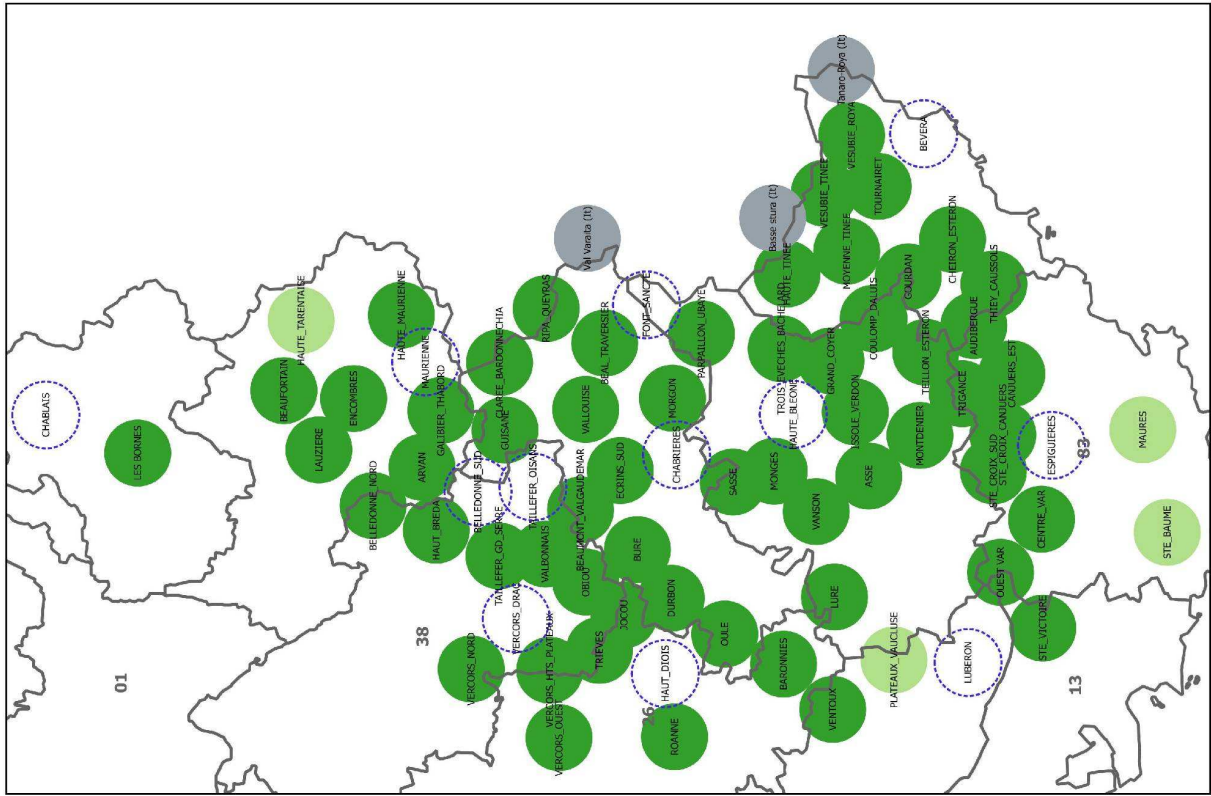 CHABLAIS
LES BORNES
01
HAUTE_TARENTAISE
BEAUFORTAIN
LAUZIERE
ENCOMBRES
HAUTE_MAURIENNE
MAURIENNE
GALIBIER_THABORD
ARVAN
BELLEDONNE_NORD
HAUT_BREDA
38
BELLEDONNE_SUD
CLAREE_BARDONNECHIA
GUISANE
TAILLEFER_OISANS
TAILLEFER_GD_SERRE
VERCORS_NORD
VERCORS_DRAC
VALBONNAIS
RIPA_QUEYRAS
Val Varaita (It)
BEAL_TRAVERSIER
VALLOUISE
BEAUMONT_VALGAUDEMAR
OBIOU
VERCORS_HTS_PLATEAUX
VERCORS_OUEST
TRIEVES
JOCOU
ECRINS_SUD
BURE
FONT_SANCTE
PARPAILLON_UBAYE
MORGON
CHABRIERES
DURBON
HAUT_DIOIS
26
ROANNE
OULE
SASSE
Basse stura (It)
HAUTE_TINEE
TROIS_EVECHES_BACHELARD
HAUTE_BLEONE
MONGES
VANSON
BARONNIES
VENTOUX
LURE
Tanaro-Roya (It)
VESUBIE_ROYA
VESUBIE_TINEE
TOURNAIRET
MOYENNE_TINEE
GRAND_COYER
ISSOLE_VERDON
COULOMP_DALUIS
ASSE
PLATEAUX_VAUCLUSE
BEVERA
GOURDAN
CHEIRON_ESTERON
TEILLON_ESTERON
MONTDENIER
AUDIBERGUE
THIEY_CAUSSOLS
TRIGANCE
LUBERON
STE_CROIX_SUD
STE_CROIX_CANJUERS
CANJUERS_EST
OUEST VAR
CENTRE_VAR
STE_VICTOIRE
ESPIGUIERES
83
13
MAURES
STE_BAUME